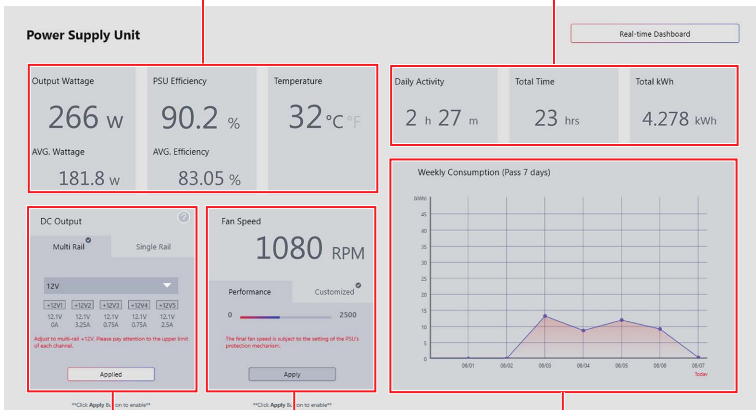 Power Supply Unit
Real-time Dashboard
Output Wattage
PSU Efficiency
Temperature
266 W
90.2 %
32 °C °F
AVG. Wattage
AVG. Efficiency
181.8 W
83.05 %
Daily Activity
Total Time
Total kWh
2 h 27 m
23 hrs
4.278 kWh
DC Output
?
Multi Rail
Single Rail
12V
+12V1 +12V2 +12V3 +12V4 +12V5
12.1V 12.1V 12.1V 12.1V 12.1V
0A 3.25A 0.75A 0.75A 2.5A
Adjust to multi-rail +12V. Please pay attention to the upper limit
of each channel.
Applied
**Click Apply to enable**
Fan Speed
1080 RPM
Performance
Customized
0
2500
The final fan speed is subject to the setting of the PSU's
protection mechanism.
Apply
**Click Apply to enable**
Weekly Consumption (Pass 7 days)
(kWh)
45
40
35
30
25
20
15
10
5
0
06/01 06/02 06/03 06/04 06/05 06/06 06/07
Today